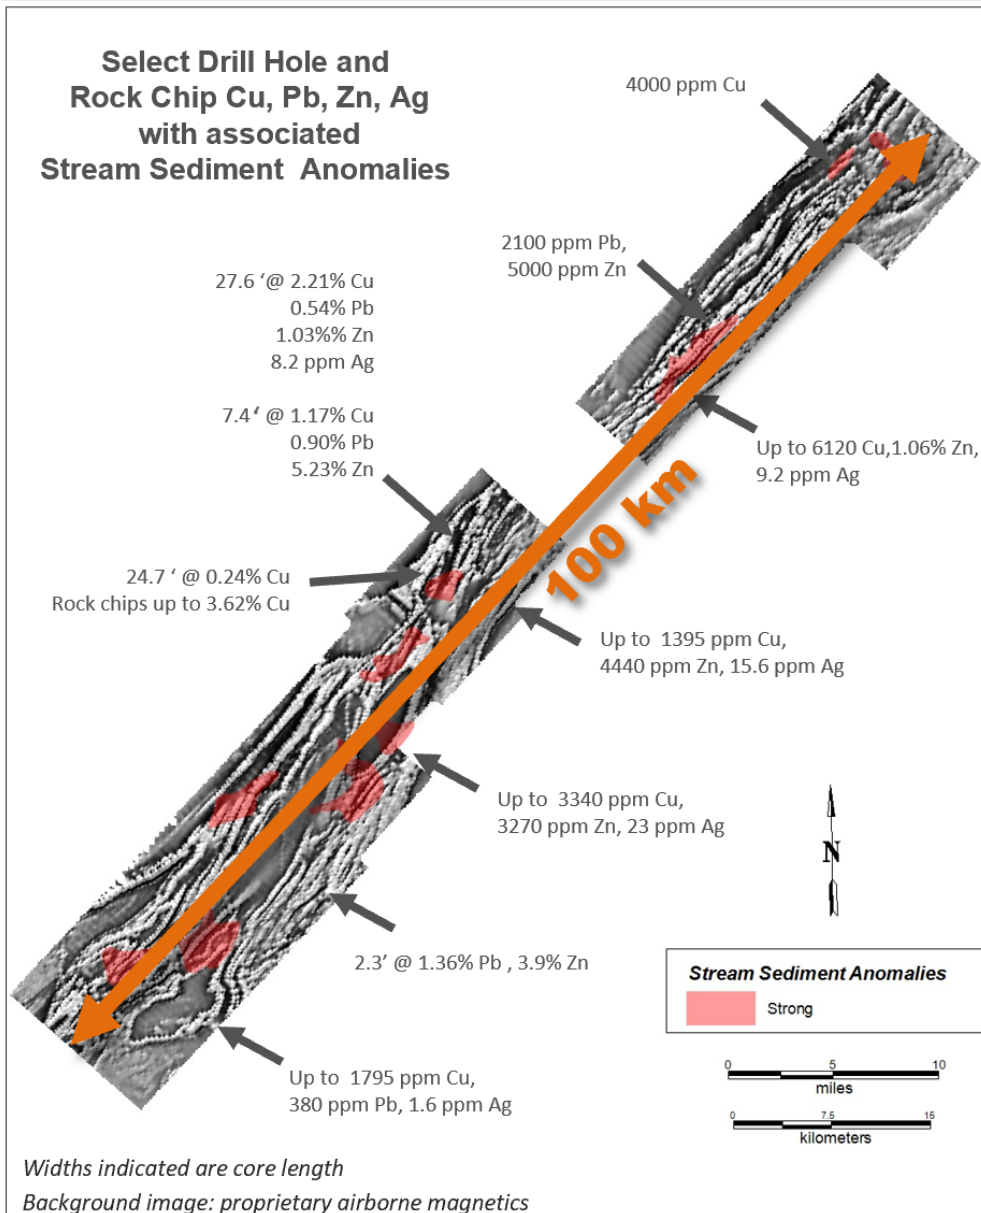 Select Drill Hole and
Rock Chip Cu, Pb, Zn, Ag
with associated
Stream Sediment  Anomalies
4000 ppm Cu
2100 ppm Pb,
5000 ppm Zn
27.6 ‘@ 2.21% Cu
0.54% Pb
1.03%% Zn
8.2 ppm Ag
7.4‘ @ 1.17% Cu
0.90% Pb
5.23% Zn
Up to 6120 Cu,1.06% Zn,
9.2 ppm Ag
100 km
24.7 ‘ @ 0.24% Cu
Rock chips up to 3.62% Cu
Up to  1395 ppm Cu,
4440 ppm Zn, 15.6 ppm Ag
Up to  3340 ppm Cu,
3270 ppm Zn, 23 ppm Ag
N
2.3’ @ 1.36% Pb , 3.9% Zn
Stream Sediment Anomalies
Strong
0 5 10
miles
0 7.5 15
kilometers
Up to  1795 ppm Cu,
380 ppm Pb, 1.6 ppm Ag
Widths indicated are core length
Background image: proprietary airborne magnetics